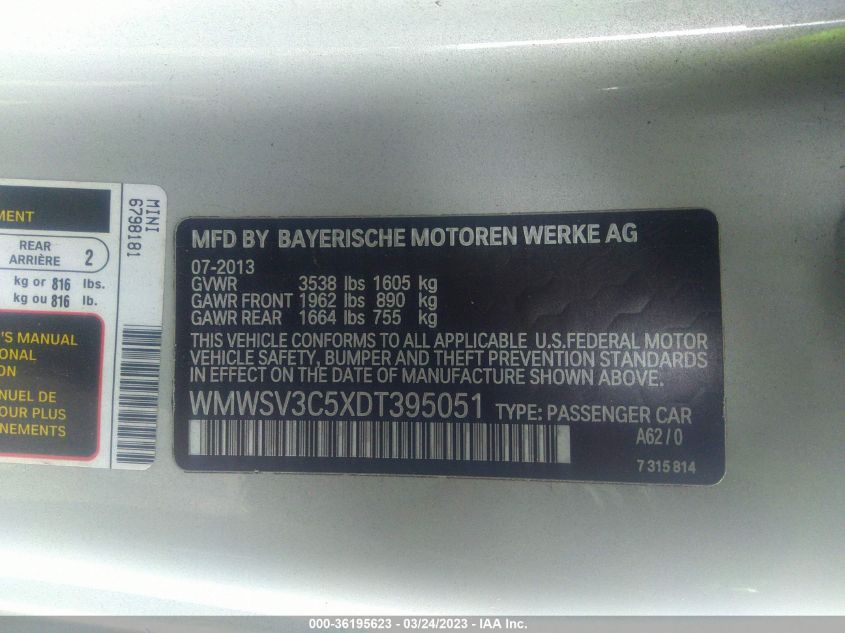 MENT
REAR
ARRIÈRE 2
kg or 816 lbs.
kg ou 816 lb.
'S MANUAL
IONAL
ION
NUEL DE
R POUR
NEMENTS
MINI
6798181
MFD BY BAYERISCHE MOTOREN WERKE AG
07-2013
GVWR 3538 lbs 1605 kg
GAWR FRONT 1962 lbs 890 kg
GAWR REAR 1664 lbs 755 kg
THIS VEHICLE CONFORMS TO ALL APPLICABLE U.S.FEDERAL MOTOR
VEHICLE SAFETY, BUMPER AND THEFT PREVENTION STANDARDS
IN EFFECT ON THE DATE OF MANUFACTURE SHOWN ABOVE.
WMWSV3C5XDT395051 TYPE: PASSENGER CAR
A62/0
7 315 814
000-36195623 - 03/24/2023 - IAA Inc.